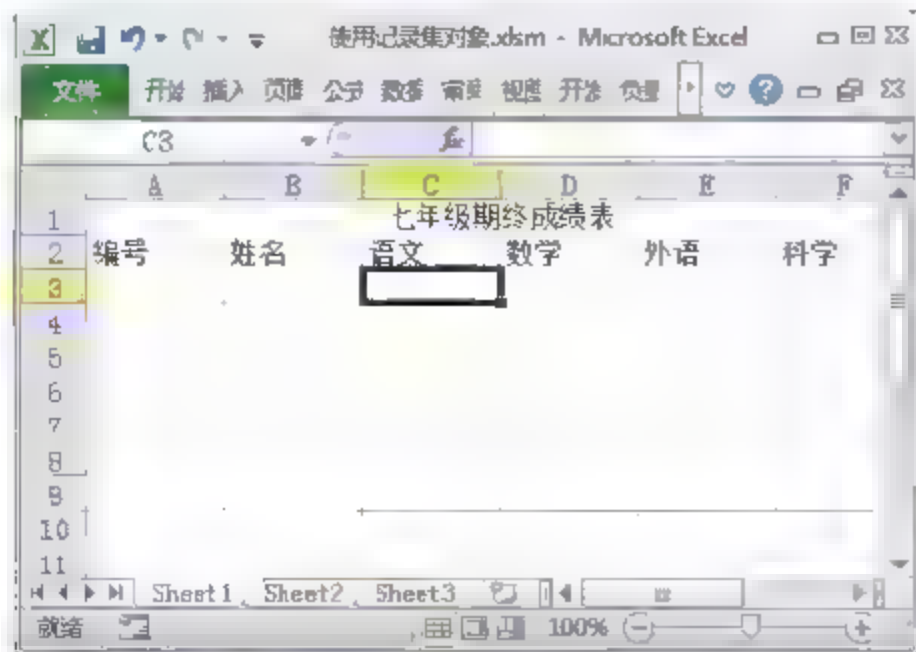 使用记录集对象.xlsm - Microsoft Excel
文件 开始 插入 页面 公式 数据 审阅 视图 开发 负载
C3 fx
A B C D E F
1 七年级期终成绩表
2 编号 姓名 语文 数学 外语 科学
3
4
5
6
7
8
9
10
11
Sheet1 Sheet2 Sheet3
就绪 100%